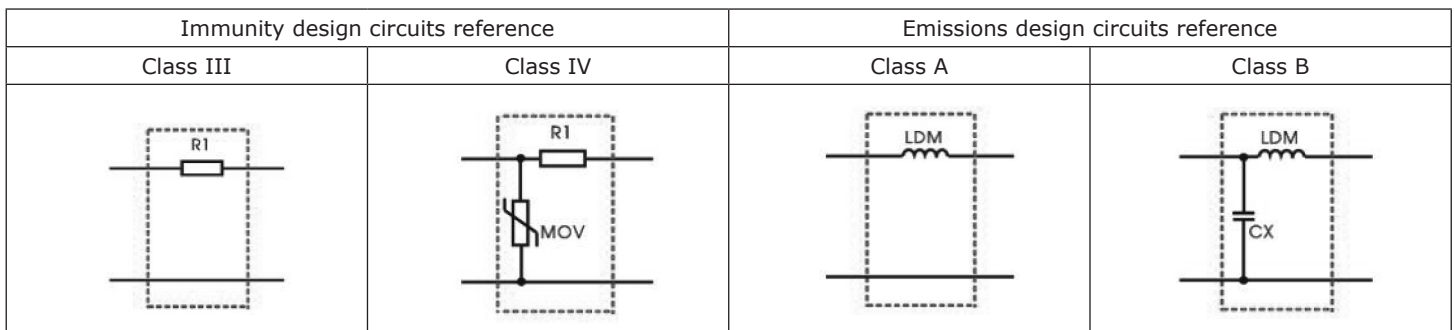 Immunity design circuits reference
Emissions design circuits reference
Class III
Class IV
Class A
Class B
R1
R1
MOV
LDM
LDM
CX